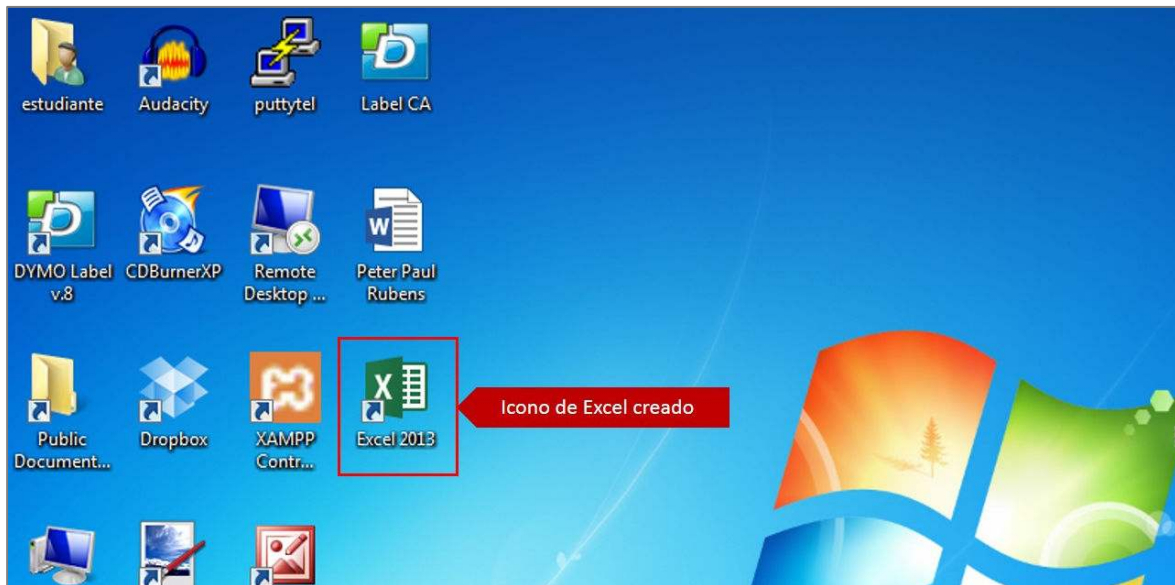 estudiante
Audacity
puttytel
Label CA
DYMO Label
v.8
CDBurnerXP
Remote
Desktop ...
Peter Paul
Rubens
Public
Document...
Dropbox
XAMPP
Contr...
Excel 2013
Icono de Excel creado